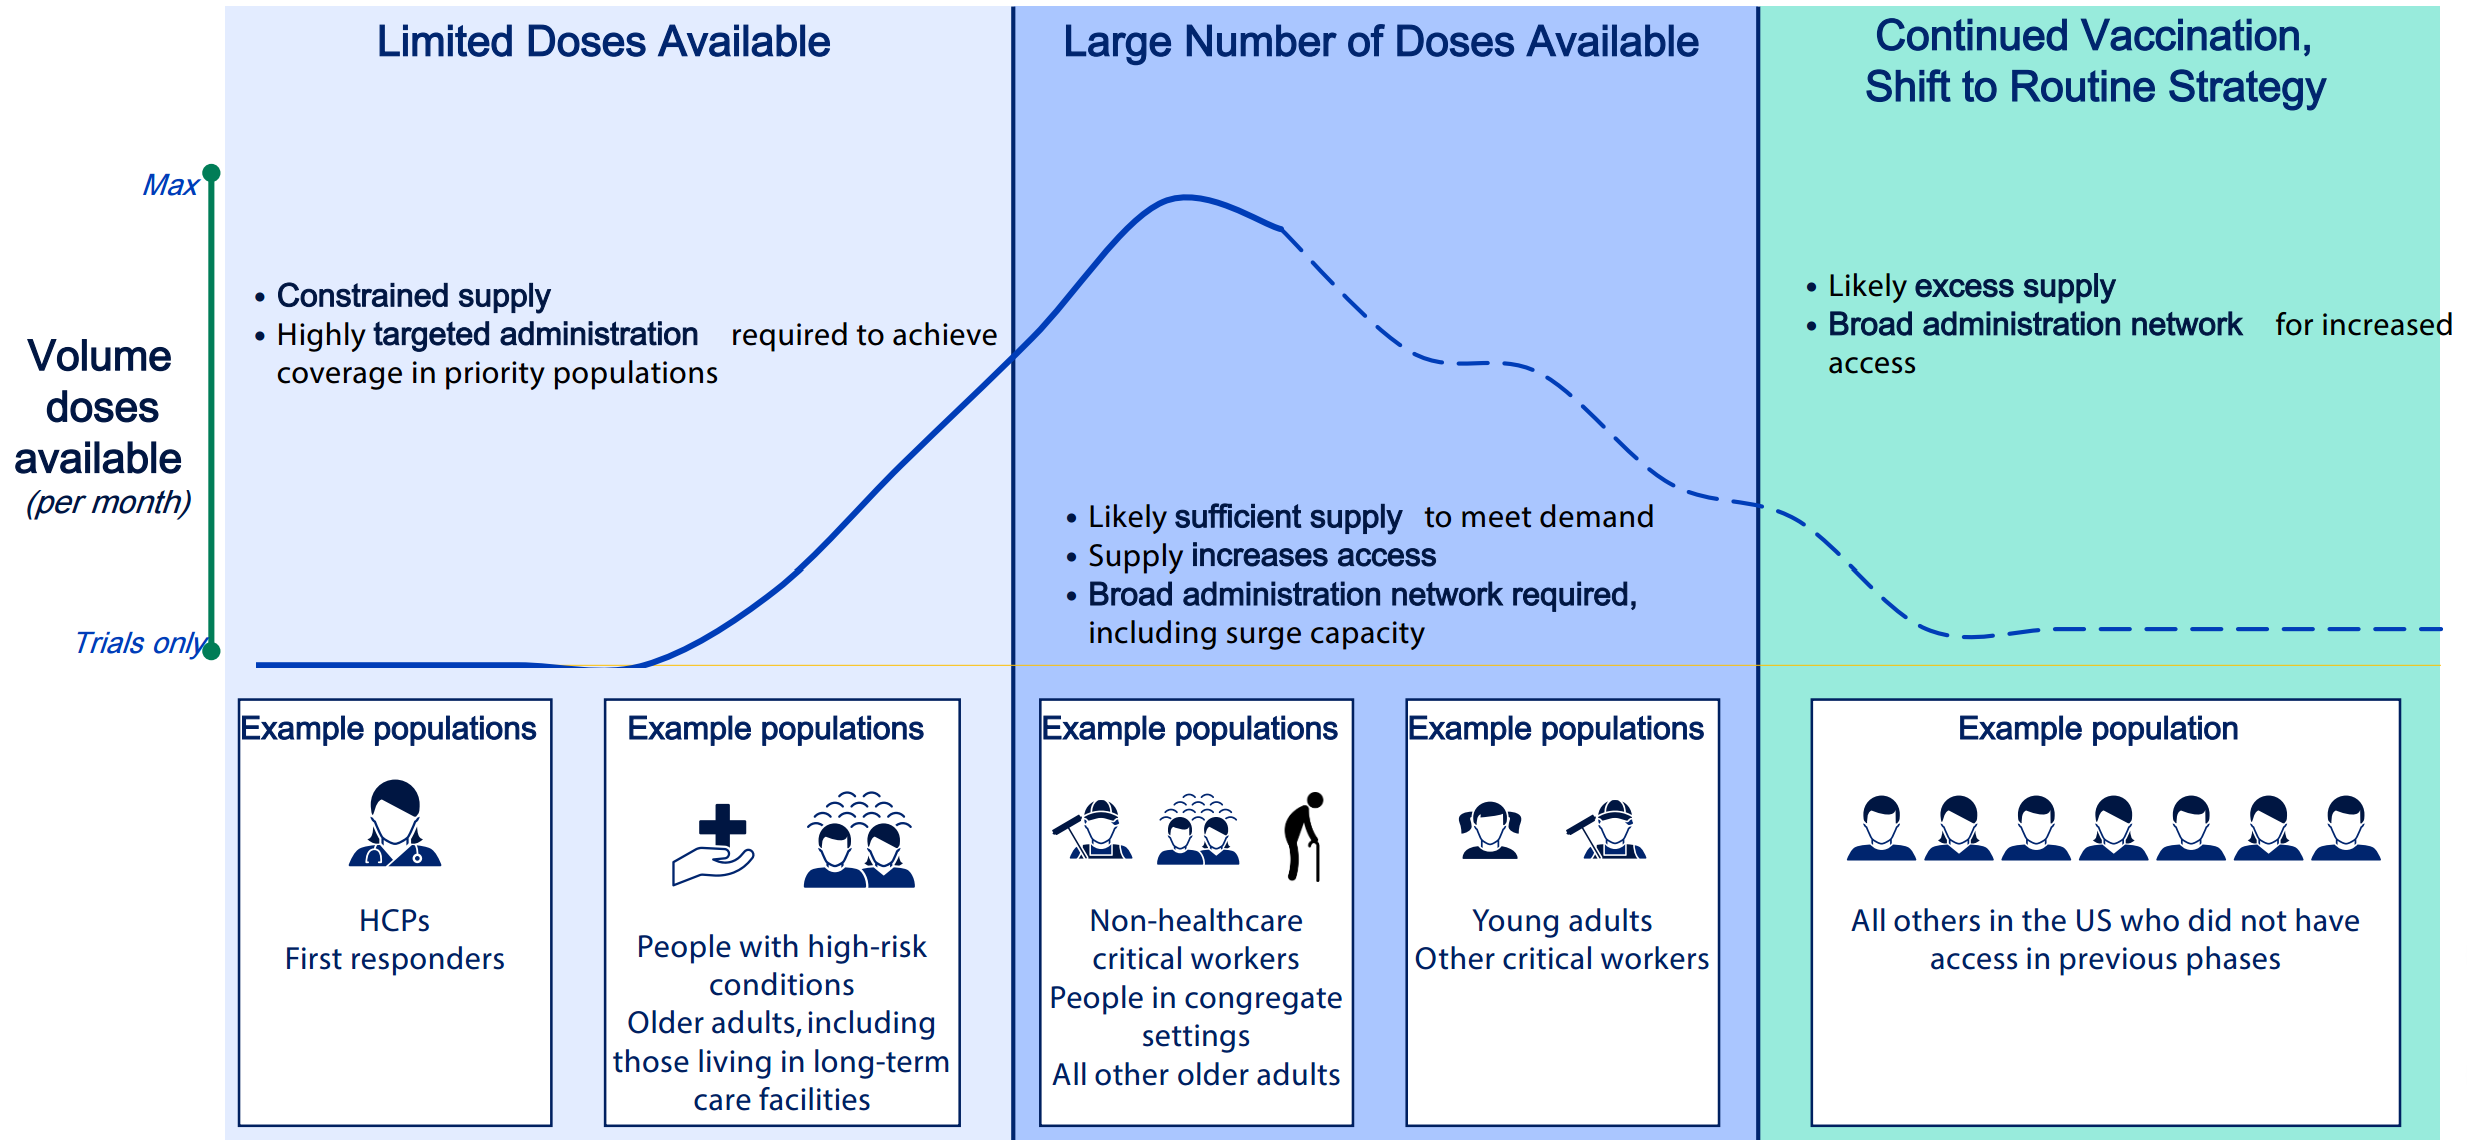 Limited Doses Available
Large Number of Doses Available
Continued Vaccination,
Shift to Routine Strategy
Max
Volume
doses
available
(per month)
Trials only
• Constrained supply
• Highly targeted administration required to achieve
coverage in priority populations
• Likely sufficient supply to meet demand
• Supply increases access
• Broad administration network required,
including surge capacity
• Likely excess supply
• Broad administration network for increased
access
Example populations
HCPs
First responders
Example populations
People with high-risk
conditions
Older adults, including
those living in long-term
care facilities
Example populations
Non-healthcare
critical workers
People in congregate
settings
All other older adults
Example populations
Young adults
Other critical workers
Example population
All others in the US who did not have
access in previous phases